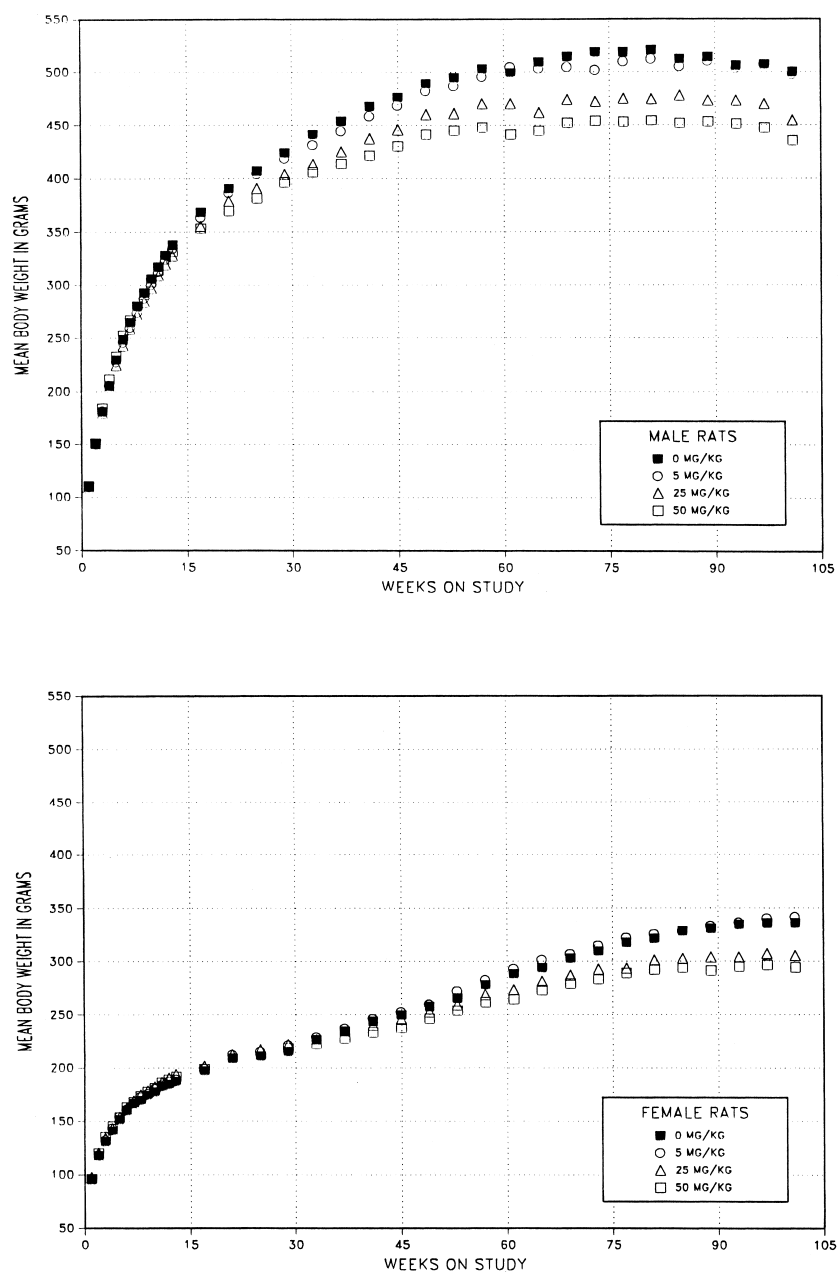 550
500
450
400
350
300
250
200
150
100
50
MEAN BODY WEIGHT IN GRAMS
0 15 30 45 60 75 90 105
WEEKS ON STUDY
MALE RATS
0 MG/KG
5 MG/KG
25 MG/KG
50 MG/KG
550
500
450
400
350
300
250
200
150
100
50
MEAN BODY WEIGHT IN GRAMS
0 15 30 45 60 75 90 105
WEEKS ON STUDY
FEMALE RATS
0 MG/KG
5 MG/KG
25 MG/KG
50 MG/KG